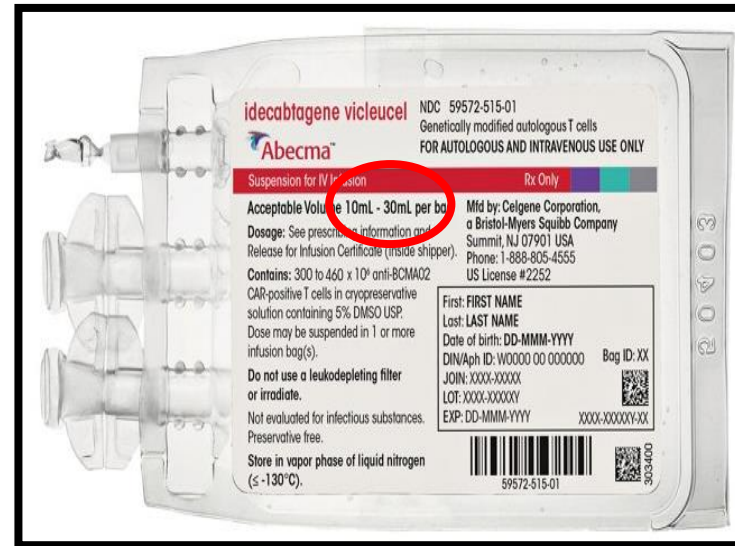 idecabtagene vicleucel
Abecma™
NDC 59572-515-01
Genetically modified autologous T cells
FOR AUTOLOGOUS AND INTRAVENOUS USE ONLY
Suspension for IV Infusion
Rx Only
Acceptable Volume 10mL - 30mL per bag
Dosage: See prescribing information and
Release for Infusion Certificate (inside shipper).
Contains: 300 to 460 x 10⁶ anti-BCMA02
CAR-positive T cells in cryopreservative
solution containing 5% DMSO USP.
Dose may be suspended in 1 or more
infusion bag(s).
Do not use a leukodepleting filter
or irradiate.
Not evaluated for infectious substances.
Preservative free.
Store in vapor phase of liquid nitrogen
(≤ -130°C).
Mfd by: Celgene Corporation,
a Bristol-Myers Squibb Company
Summit, NJ 07901 USA
Phone: 1-888-805-4555
US License #2252
First: FIRST NAME
Last: LAST NAME
Date of birth: DD-MMM-YYYY
DIN/Aph ID: W0000 00 000000 Bag ID: XX
JOIN: XXXX-XXXXX
LOT: XXXX-XXXXXY
EXP: DD-MMM-YYYY XXXX-XXXXXY-XX
59572-515-01
303400